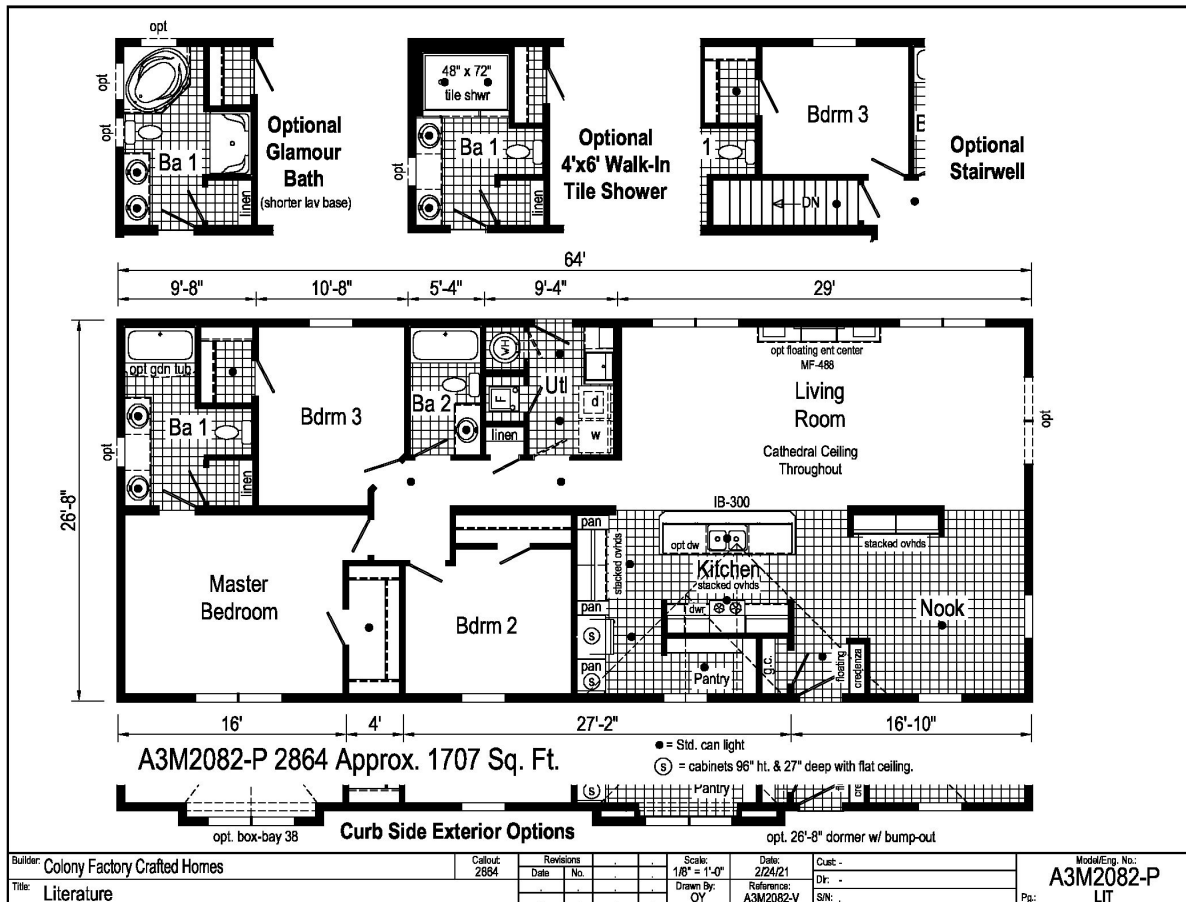 opt
opt
opt
Ba 1
linen
Optional
Glamour
Bath
(shorter lav base)
48" x 72"
tile shwr
Ba 1
opt
linen
Optional
4'x6' Walk-In
Tile Shower
1
Bdrm 3
DN
Optional
Stairwell
64'
9'-8"
10'-8"
5'-4"
9'-4"
29'
26'-8"
opt gdn tub
Ba 1
opt
linen
Bdrm 3
Ba 2
WH
F
linen
Utl
d
w
opt floating ent center
MF-488
Living
Room
Cathedral Ceiling
Throughout
opt
IB-300
pan
stacked ovhds
opt dw
Kitchen
stacked ovhds
stacked ovhds
dwr
Nook
pan
S
pan
S
Pantry
g.c.
floating
credenza
Master
Bedroom
Bdrm 2
16'
4'
27'-2"
16'-10"
A3M2082-P 2864 Approx. 1707 Sq. Ft.
= Std. can light
S = cabinets 96" ht. & 27" deep with flat ceiling.
S
Pantry
opt. box-bay 38
Curb Side Exterior Options
opt. 26'-8" dormer w/ bump-out
Builder: Colony Factory Crafted Homes
Callout:
2864
Revisions
Date No.
Scale:
1/8" = 1'-0"
Date:
2/24/21
Cust: -
Model/Eng. No.:
A3M2082-P
Title: Literature
Drawn By:
OY
Reference:
A3M2082-V
Dir: -
S/N: .
Pg.: LIT